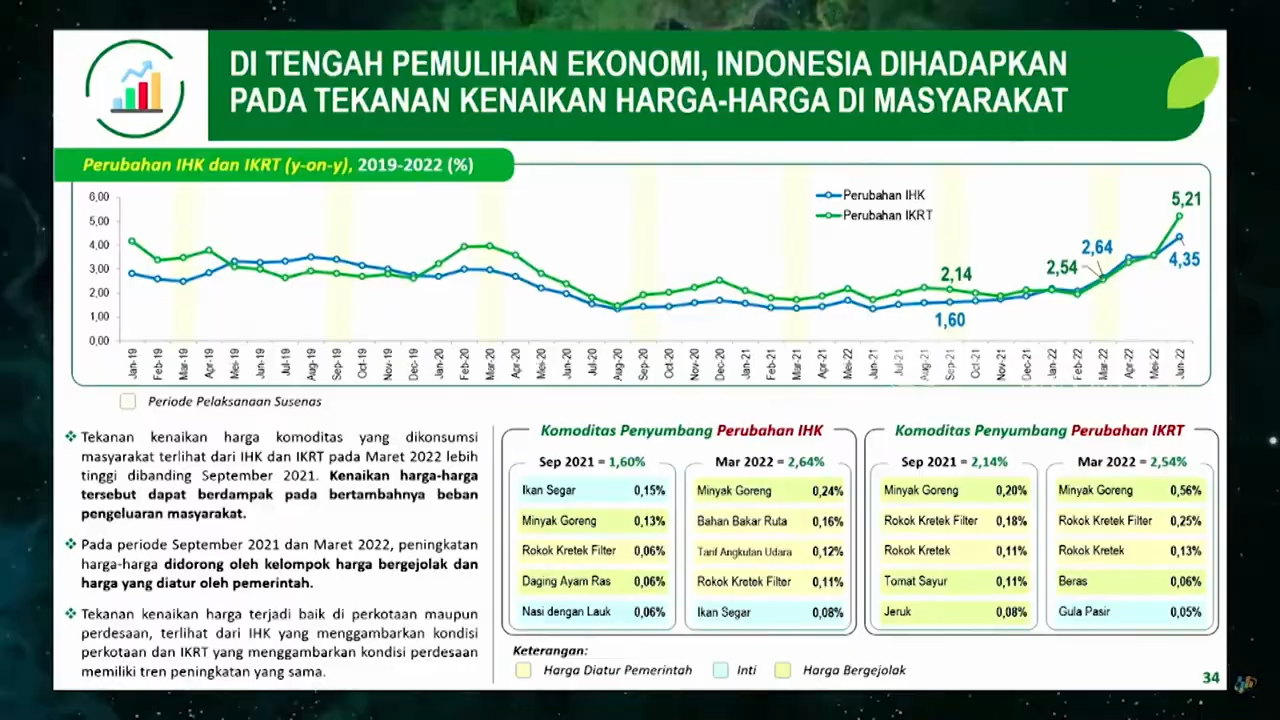 DI TENGAH PEMULIHAN EKONOMI, INDONESIA DIHADAPKAN
PADA TEKANAN KENAIKAN HARGA-HARGA DI MASYARAKAT
Perubahan IHK dan IKRT (y-on-y), 2019-2022 (%)
6,00
5,00
4,00
3,00
2,00
1,00
0,00
Perubahan IHK
Perubahan IKRT
2,14
1,60
2,54
2,64
5,21
4,35
Jan-19
Feb-19
Mar-19
Apr-19
Mei-19
Jun-19
Jul-19
Aug-19
Sep-19
Oct-19
Nov-19
Dec-19
Jan-20
Feb-20
Mar-20
Apr-20
Mei-20
Jun-20
Jul-20
Aug-20
Sep-20
Oct-20
Nov-20
Dec-20
Jan-21
Feb-21
Mar-21
Apr-21
Mei-22
Jun-21
Jul-21
Aug-21
Sep-21
Oct-21
Nov-21
Dec-21
Jan-22
Feb-22
Mar-22
Apr-22
Mei-22
Jun-22
Periode Pelaksanaan Susenas
Tekanan kenaikan harga komoditas yang dikonsumsi
masyarakat terlihat dari IHK dan IKRT pada Maret 2022 lebih
tinggi dibanding September 2021. Kenaikan harga-harga
tersebut dapat berdampak pada bertambahnya beban
pengeluaran masyarakat.
Pada periode September 2021 dan Maret 2022, peningkatan
harga-harga didorong oleh kelompok harga bergejolak dan
harga yang diatur oleh pemerintah.
Tekanan kenaikan harga terjadi baik di perkotaan maupun
perdesaan, terlihat dari IHK yang menggambarkan kondisi
perkotaan dan IKRT yang menggambarkan kondisi perdesaan
memiliki tren peningkatan yang sama.
Komoditas Penyumbang Perubahan IHK
Sep 2021 = 1,60%
Ikan Segar 0,15%
Minyak Goreng 0,13%
Rokok Kretek Filter 0,06%
Daging Ayam Ras 0,06%
Nasi dengan Lauk 0,06%
Mar 2022 = 2,64%
Minyak Goreng 0,24%
Bahan Bakar Ruta 0,16%
Tarif Angkutan Udara 0,12%
Rokok Kretek Filter 0,11%
Ikan Segar 0,08%
Komoditas Penyumbang Perubahan IKRT
Sep 2021 = 2,14%
Minyak Goreng 0,20%
Rokok Kretek Filter 0,18%
Rokok Kretek 0,11%
Tomat Sayur 0,11%
Jeruk 0,08%
Mar 2022 = 2,54%
Minyak Goreng 0,56%
Rokok Kretek Filter 0,25%
Rokok Kretek 0,13%
Beras 0,06%
Gula Pasir 0,05%
Keterangan:
Harga Diatur Pemerintah
Inti
Harga Bergejolak
34